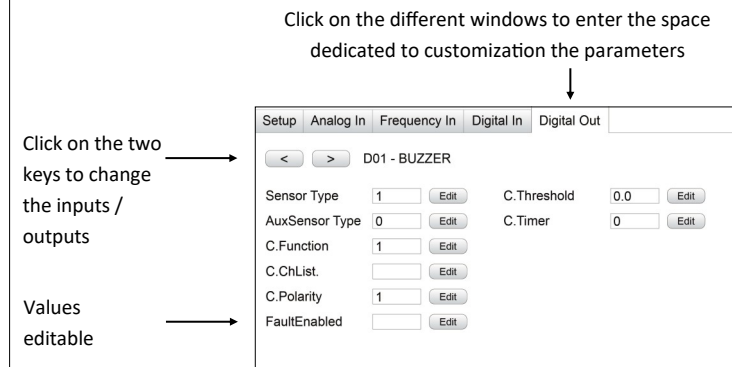 Click on the different windows to enter the space
dedicated to customization the parameters
Setup Analog In Frequency In Digital In Digital Out
Click on the two
keys to change
the inputs /
outputs
< > D01 - BUZZER
Sensor Type 1 Edit C.Threshold 0.0 Edit
AuxSensor Type 0 Edit C.Timer 0 Edit
C.Function 1 Edit
C.ChList. Edit
C.Polarity 1 Edit
FaultEnabled Edit
Values
editable